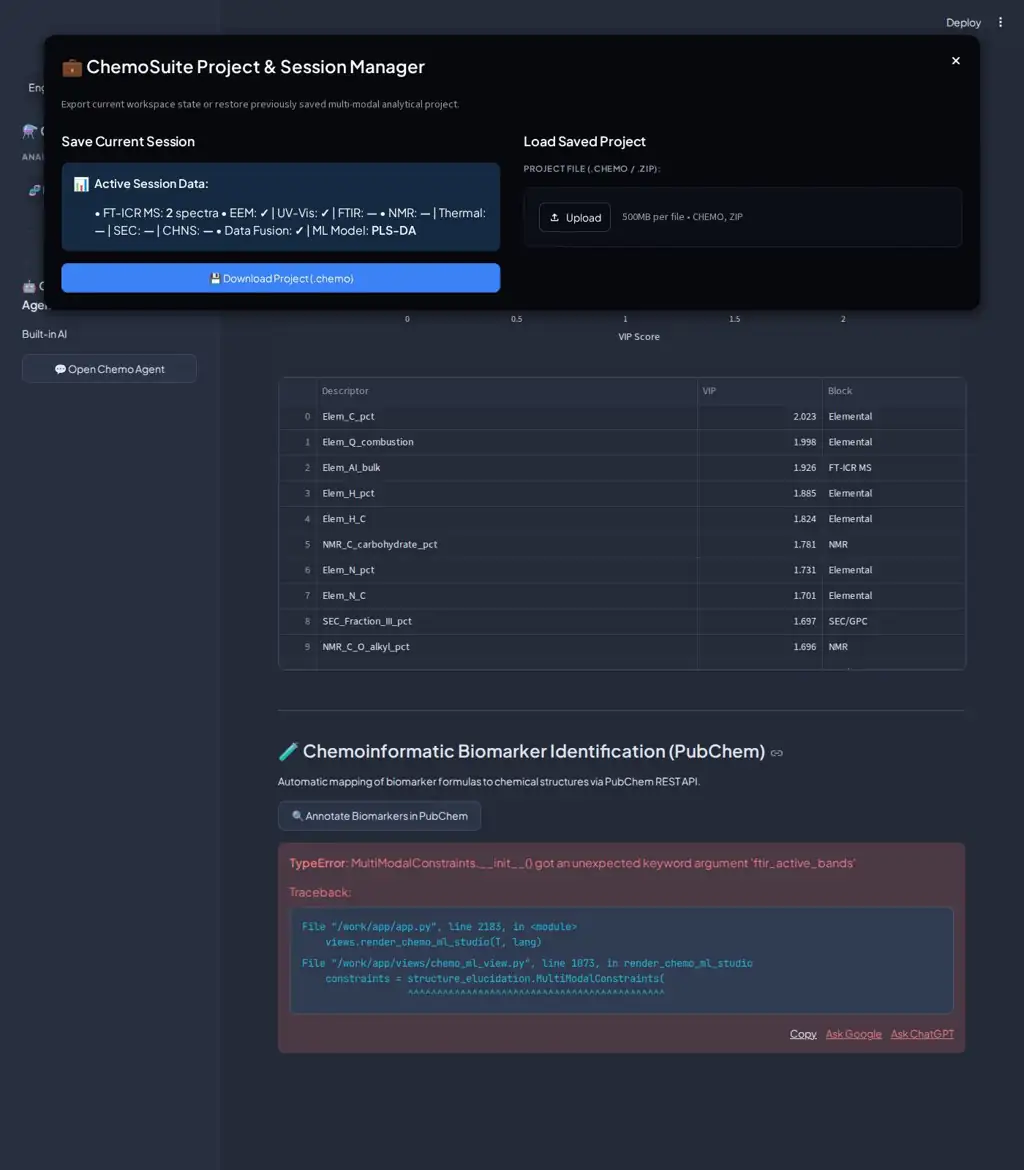 Deploy
💼 ChemoSuite Project & Session Manager
Export current workspace state or restore previously saved multi-modal analytical project.
Save Current Session
📊 Active Session Data:
• FT-ICR MS: 2 spectra • EEM: ✓ | UV-Vis: ✓ | FTIR: — • NMR: — | Thermal:
— | SEC: — | CHNS: — • Data Fusion: ✓ | ML Model: PLS-DA
💾 Download Project (.chemo)
Load Saved Project
PROJECT FILE (.CHEMO / .ZIP):
Upload
500MB per file • CHEMO, ZIP
Built-in AI
💬 Open Chemo Agent
0 0.5 1 1.5 2
VIP Score
Descriptor VIP Block
0 Elem_C_pct 2.023 Elemental
1 Elem_Q_combustion 1.998 Elemental
2 Elem_AI_bulk 1.926 FT-ICR MS
3 Elem_H_pct 1.885 Elemental
4 Elem_H_C 1.824 Elemental
5 NMR_C_carbohydrate_pct 1.781 NMR
6 Elem_N_pct 1.731 Elemental
7 Elem_N_C 1.701 Elemental
8 SEC_Fraction_III_pct 1.697 SEC/GPC
9 NMR_C_O_alkyl_pct 1.696 NMR
🧪 Chemoinformatic Biomarker Identification (PubChem)
Automatic mapping of biomarker formulas to chemical structures via PubChem REST API.
🔍 Annotate Biomarkers in PubChem
TypeError: MultiModalConstraints.__init__() got an unexpected keyword argument 'ftir_active_bands'
Traceback:
File "/work/app/app.py", line 2183, in <module>
views.render_chemo_ml_studio(T, lang)
File "/work/app/views/chemo_ml_view.py", line 1073, in render_chemo_ml_studio
constraints = structure_elucidation.MultiModalConstraints(
^^^^^^^^^^^^^^^^^^^^^^^^^^^^^^^^^^^^^^^^^^^
Copy Ask Google Ask ChatGPT